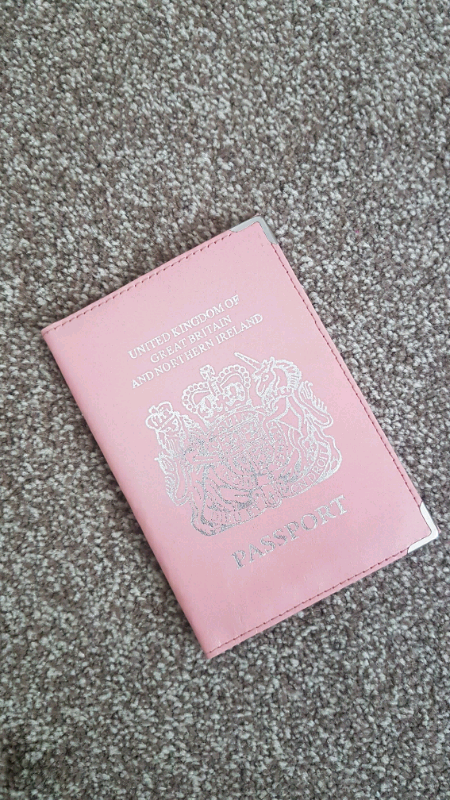 UNITED KINGDOM OF
GREAT BRITAIN
AND NORTHERN IRELAND
PASSPORT